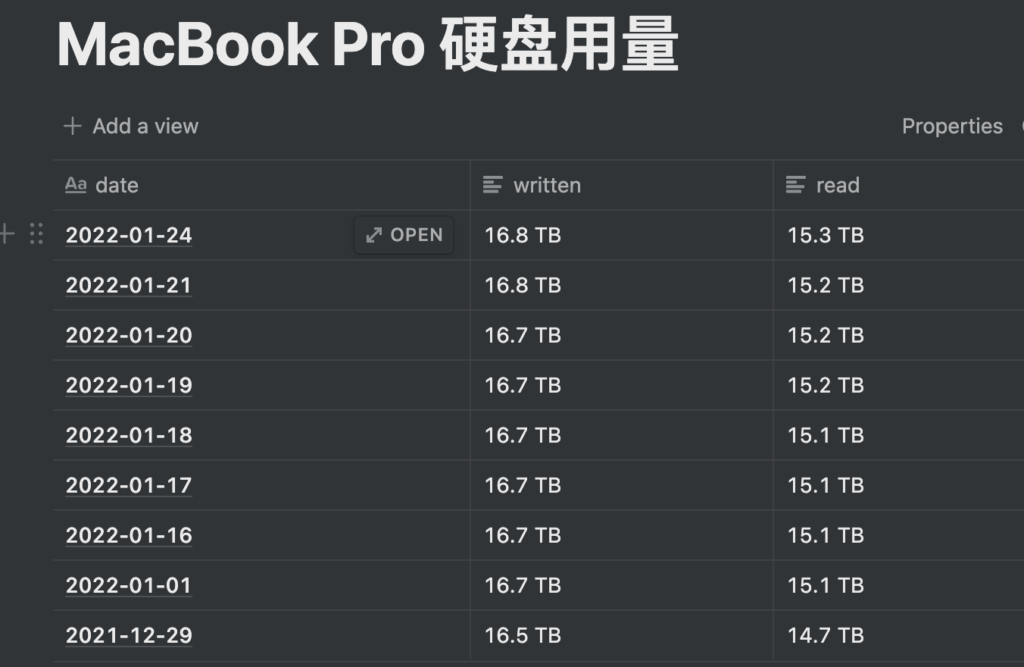 MacBook Pro 硬盘用量
+ Add a view Properties
Aa date written read
2022-01-24 OPEN 16.8 TB 15.3 TB
2022-01-21 16.8 TB 15.2 TB
2022-01-20 16.7 TB 15.2 TB
2022-01-19 16.7 TB 15.2 TB
2022-01-18 16.7 TB 15.1 TB
2022-01-17 16.7 TB 15.1 TB
2022-01-16 16.7 TB 15.1 TB
2022-01-01 16.7 TB 15.1 TB
2021-12-29 16.5 TB 14.7 TB